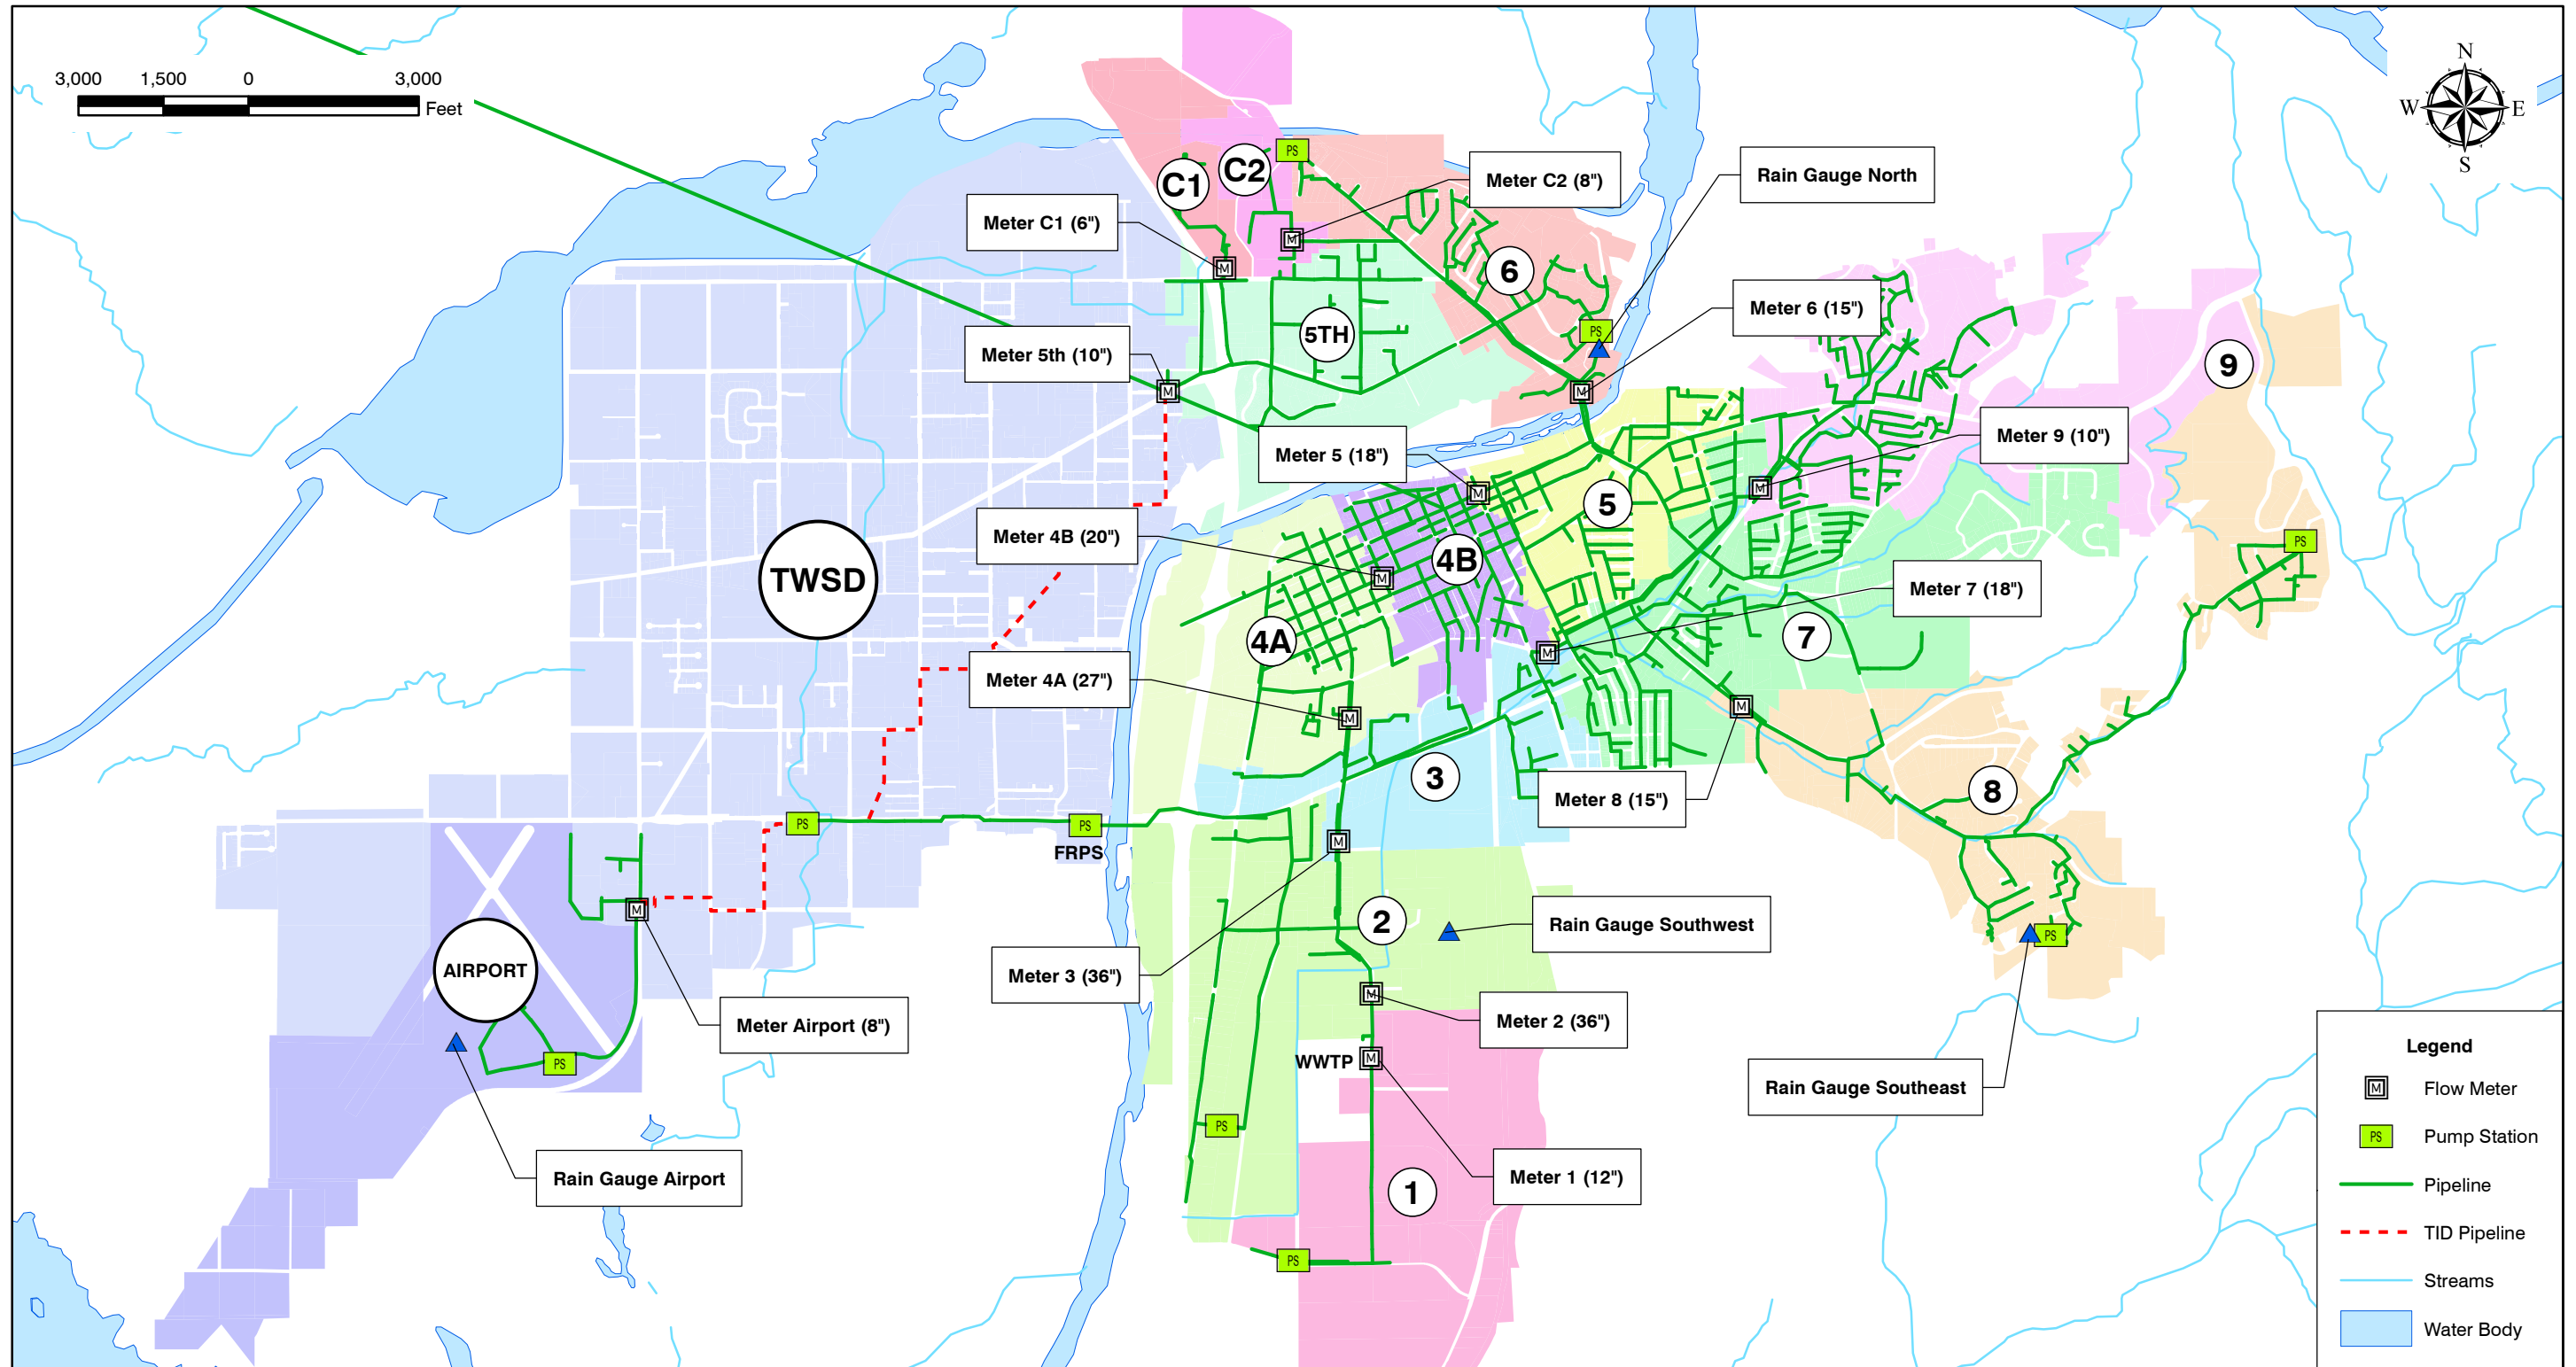 3,000 1,500 0 3,000
Feet
N
W E
S
PS
C1
C2
Meter C2 (8")
Rain Gauge North
Meter C1 (6")
M
M
6
Meter 6 (15")
5TH
PS
Meter 5th (10")
M
M
9
Meter 5 (18")
Meter 9 (10")
M
M
5
Meter 4B (20")
4B
M
PS
TWSD
Meter 7 (18")
4A
7
M
Meter 4A (27")
M
M
3
8
Meter 8 (15")
PS
PS
FRPS
M
M
2
Rain Gauge Southwest
PS
AIRPORT
Meter 3 (36")
M
Meter Airport (8")
Meter 2 (36")
PS
WWTP
M
Rain Gauge Southeast
PS
Rain Gauge Airport
Meter 1 (12")
1
PS
Legend
M Flow Meter
PS Pump Station
Pipeline
TID Pipeline
Streams
Water Body